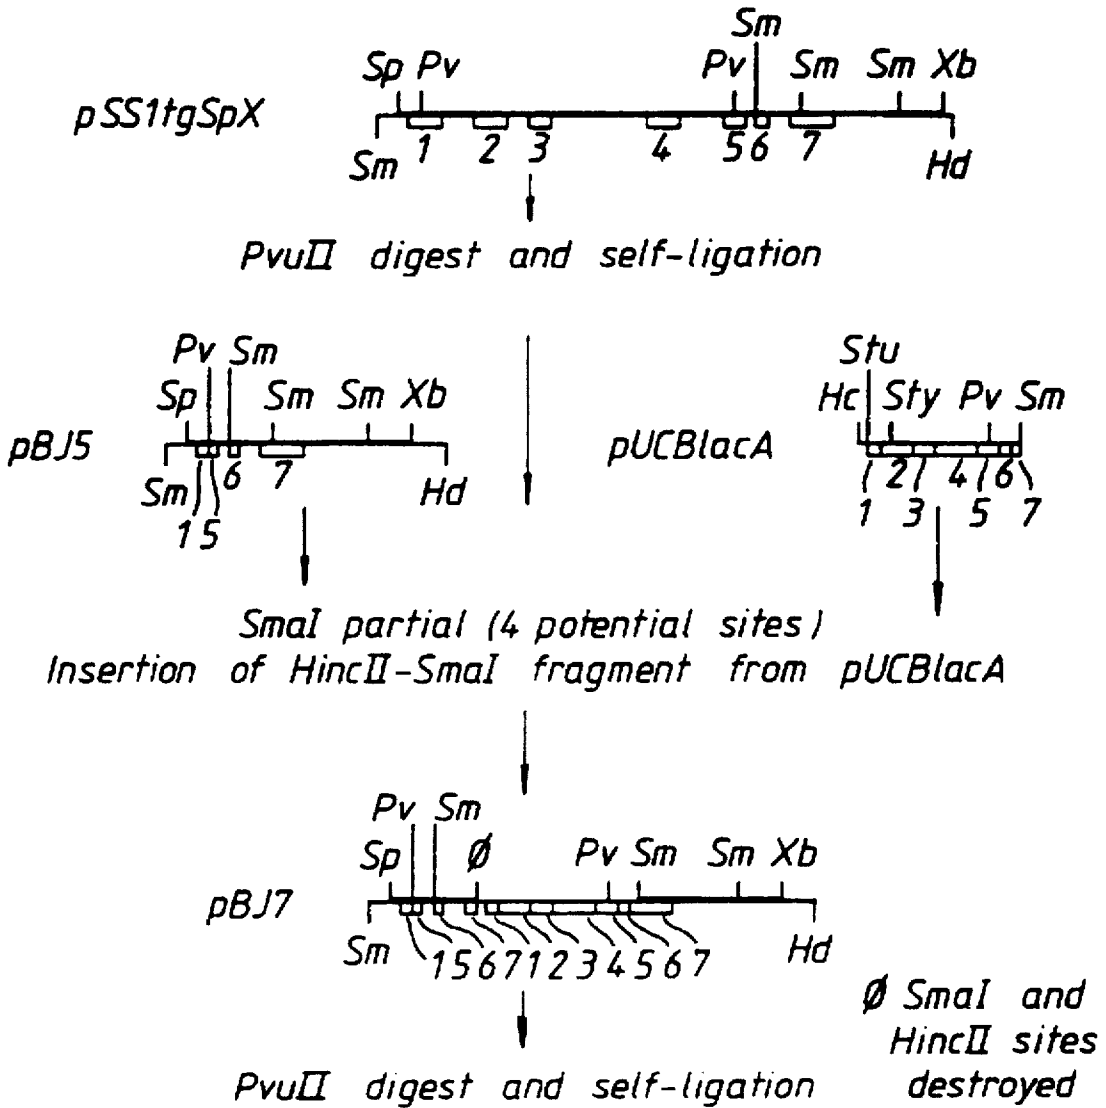 Sm
Sp Pv Pv Sm Sm Xb
pSS1tgSpX
1 2 3 4 5 6 7
Sm Hd
PvuII digest and self-ligation
Pv Sm
Sp Sm Sm Xb
pBJ5
6 7
Sm Hd
1 5
Stu
Hc Sty Pv Sm
pUCBlacA
2 4 6
1 3 5 7
SmaI partial (4 potential sites)
Insertion of HincII-SmaI fragment from pUCBlacA
Pv Sm
Sp Ø Pv Sm Sm Xb
pBJ7
Sm 1 5 6 7 1 2 3 4 5 6 7 Hd
Ø SmaI and
HincII sites
destroyed
PvuII digest and self-ligation